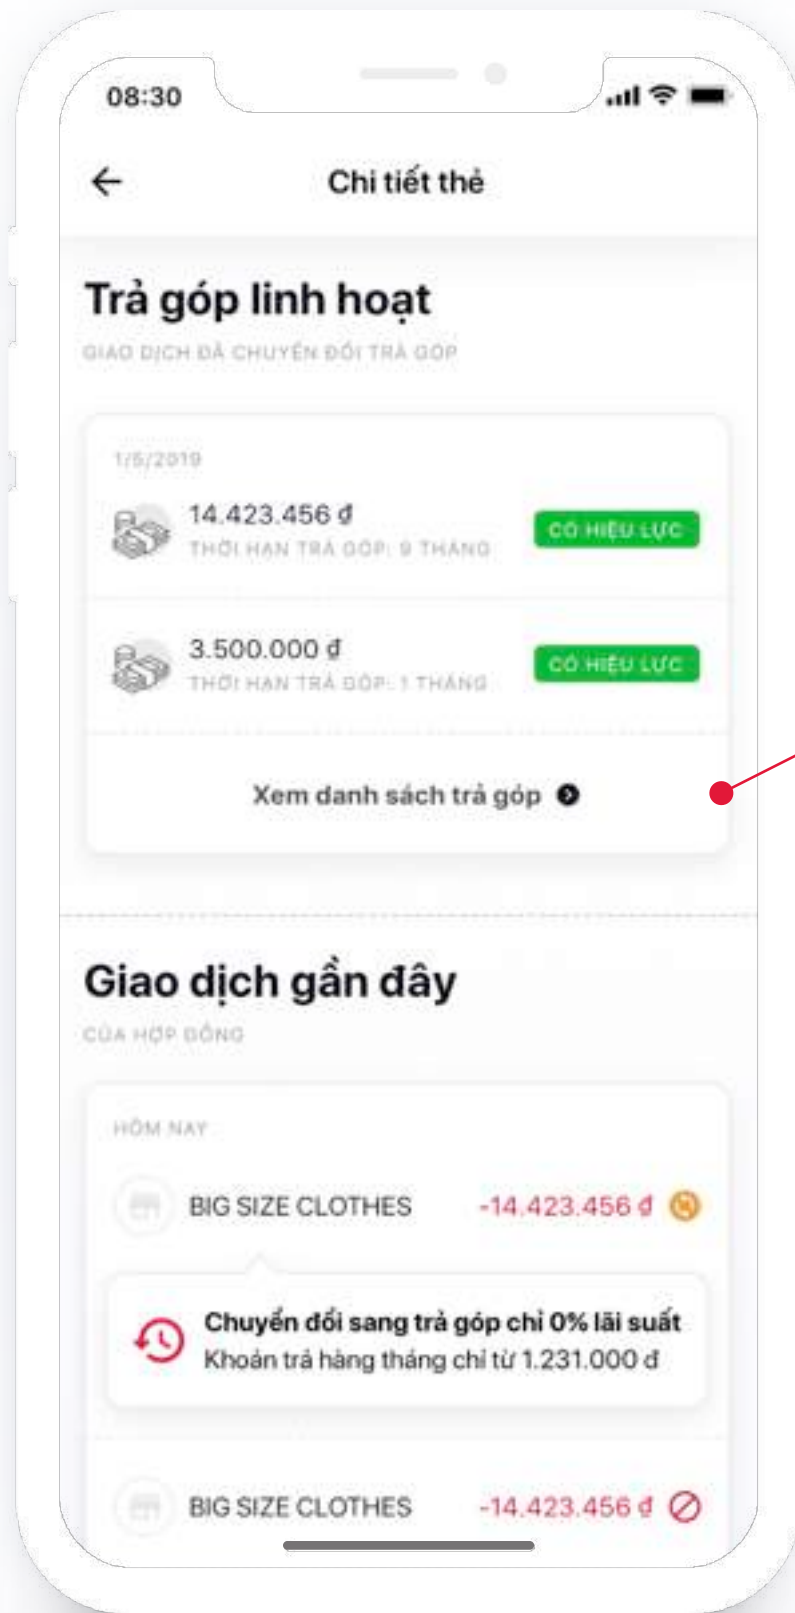 08:30
Chi tiết thẻ
Trả góp linh hoạt
GIAO DỊCH ĐÃ CHUYỂN ĐỔI TRẢ GÓP
1/5/2019
14.423.456 đ
CÓ HIỆU LỰC
THỜI HẠN TRẢ GÓP: 9 THÁNG
3.500.000 đ
CÓ HIỆU LỰC
THỜI HẠN TRẢ GÓP: 1 THÁNG
Xem danh sách trả góp
Giao dịch gần đây
CỦA HỢP ĐỒNG
HÔM NAY
BIG SIZE CLOTHES -14.423.456 đ
Chuyển đổi sang trả góp chỉ 0% lãi suất
Khoản trả hàng tháng chỉ từ 1.231.000 đ
BIG SIZE CLOTHES -14.423.456 đ